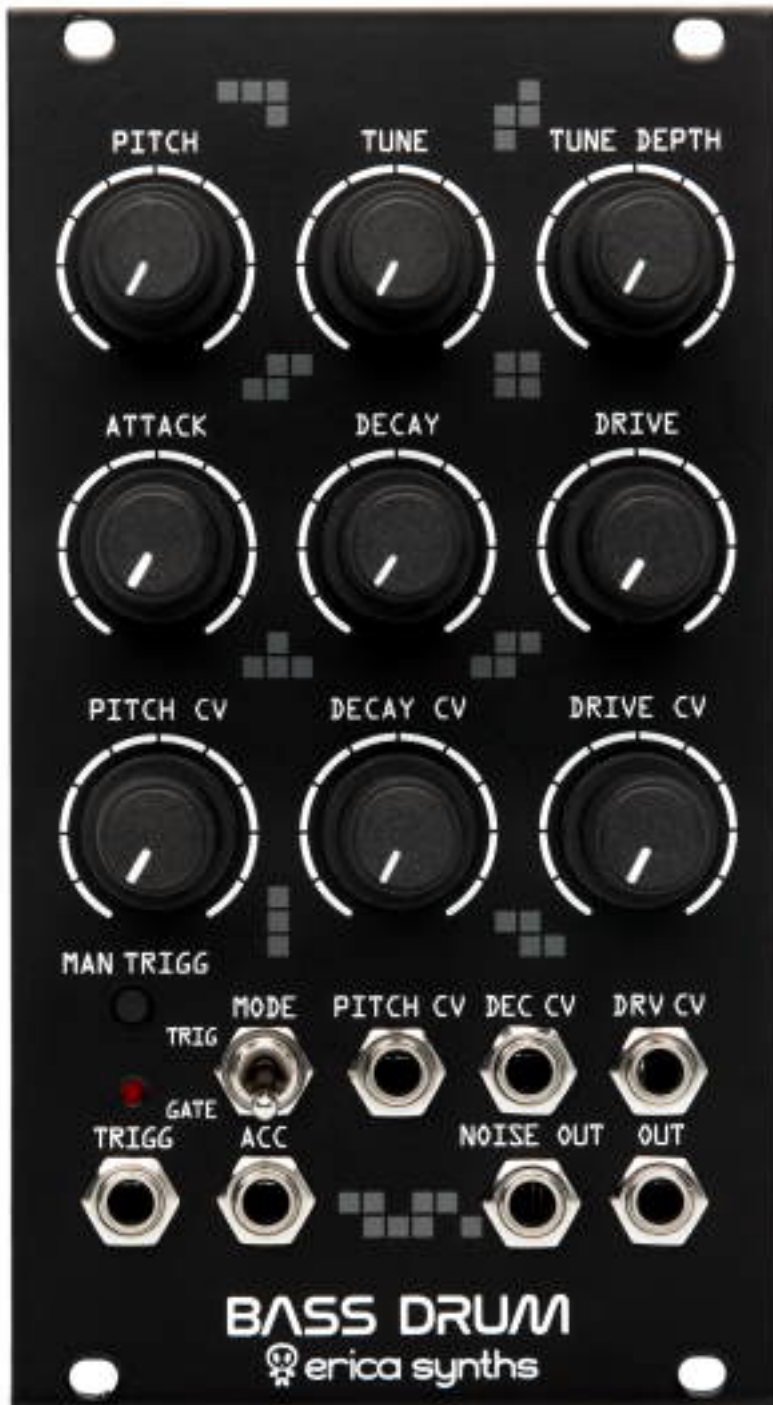 PITCH TUNE TUNE DEPTH
ATTACK DECAY DRIVE
PITCH CV DECAY CV DRIVE CV
MAN TRIGG
MODE PITCH CV DEC CV DRV CV
TRIG
GATE
TRIGG ACC NOISE OUT OUT
BASS DRUM
erica synths